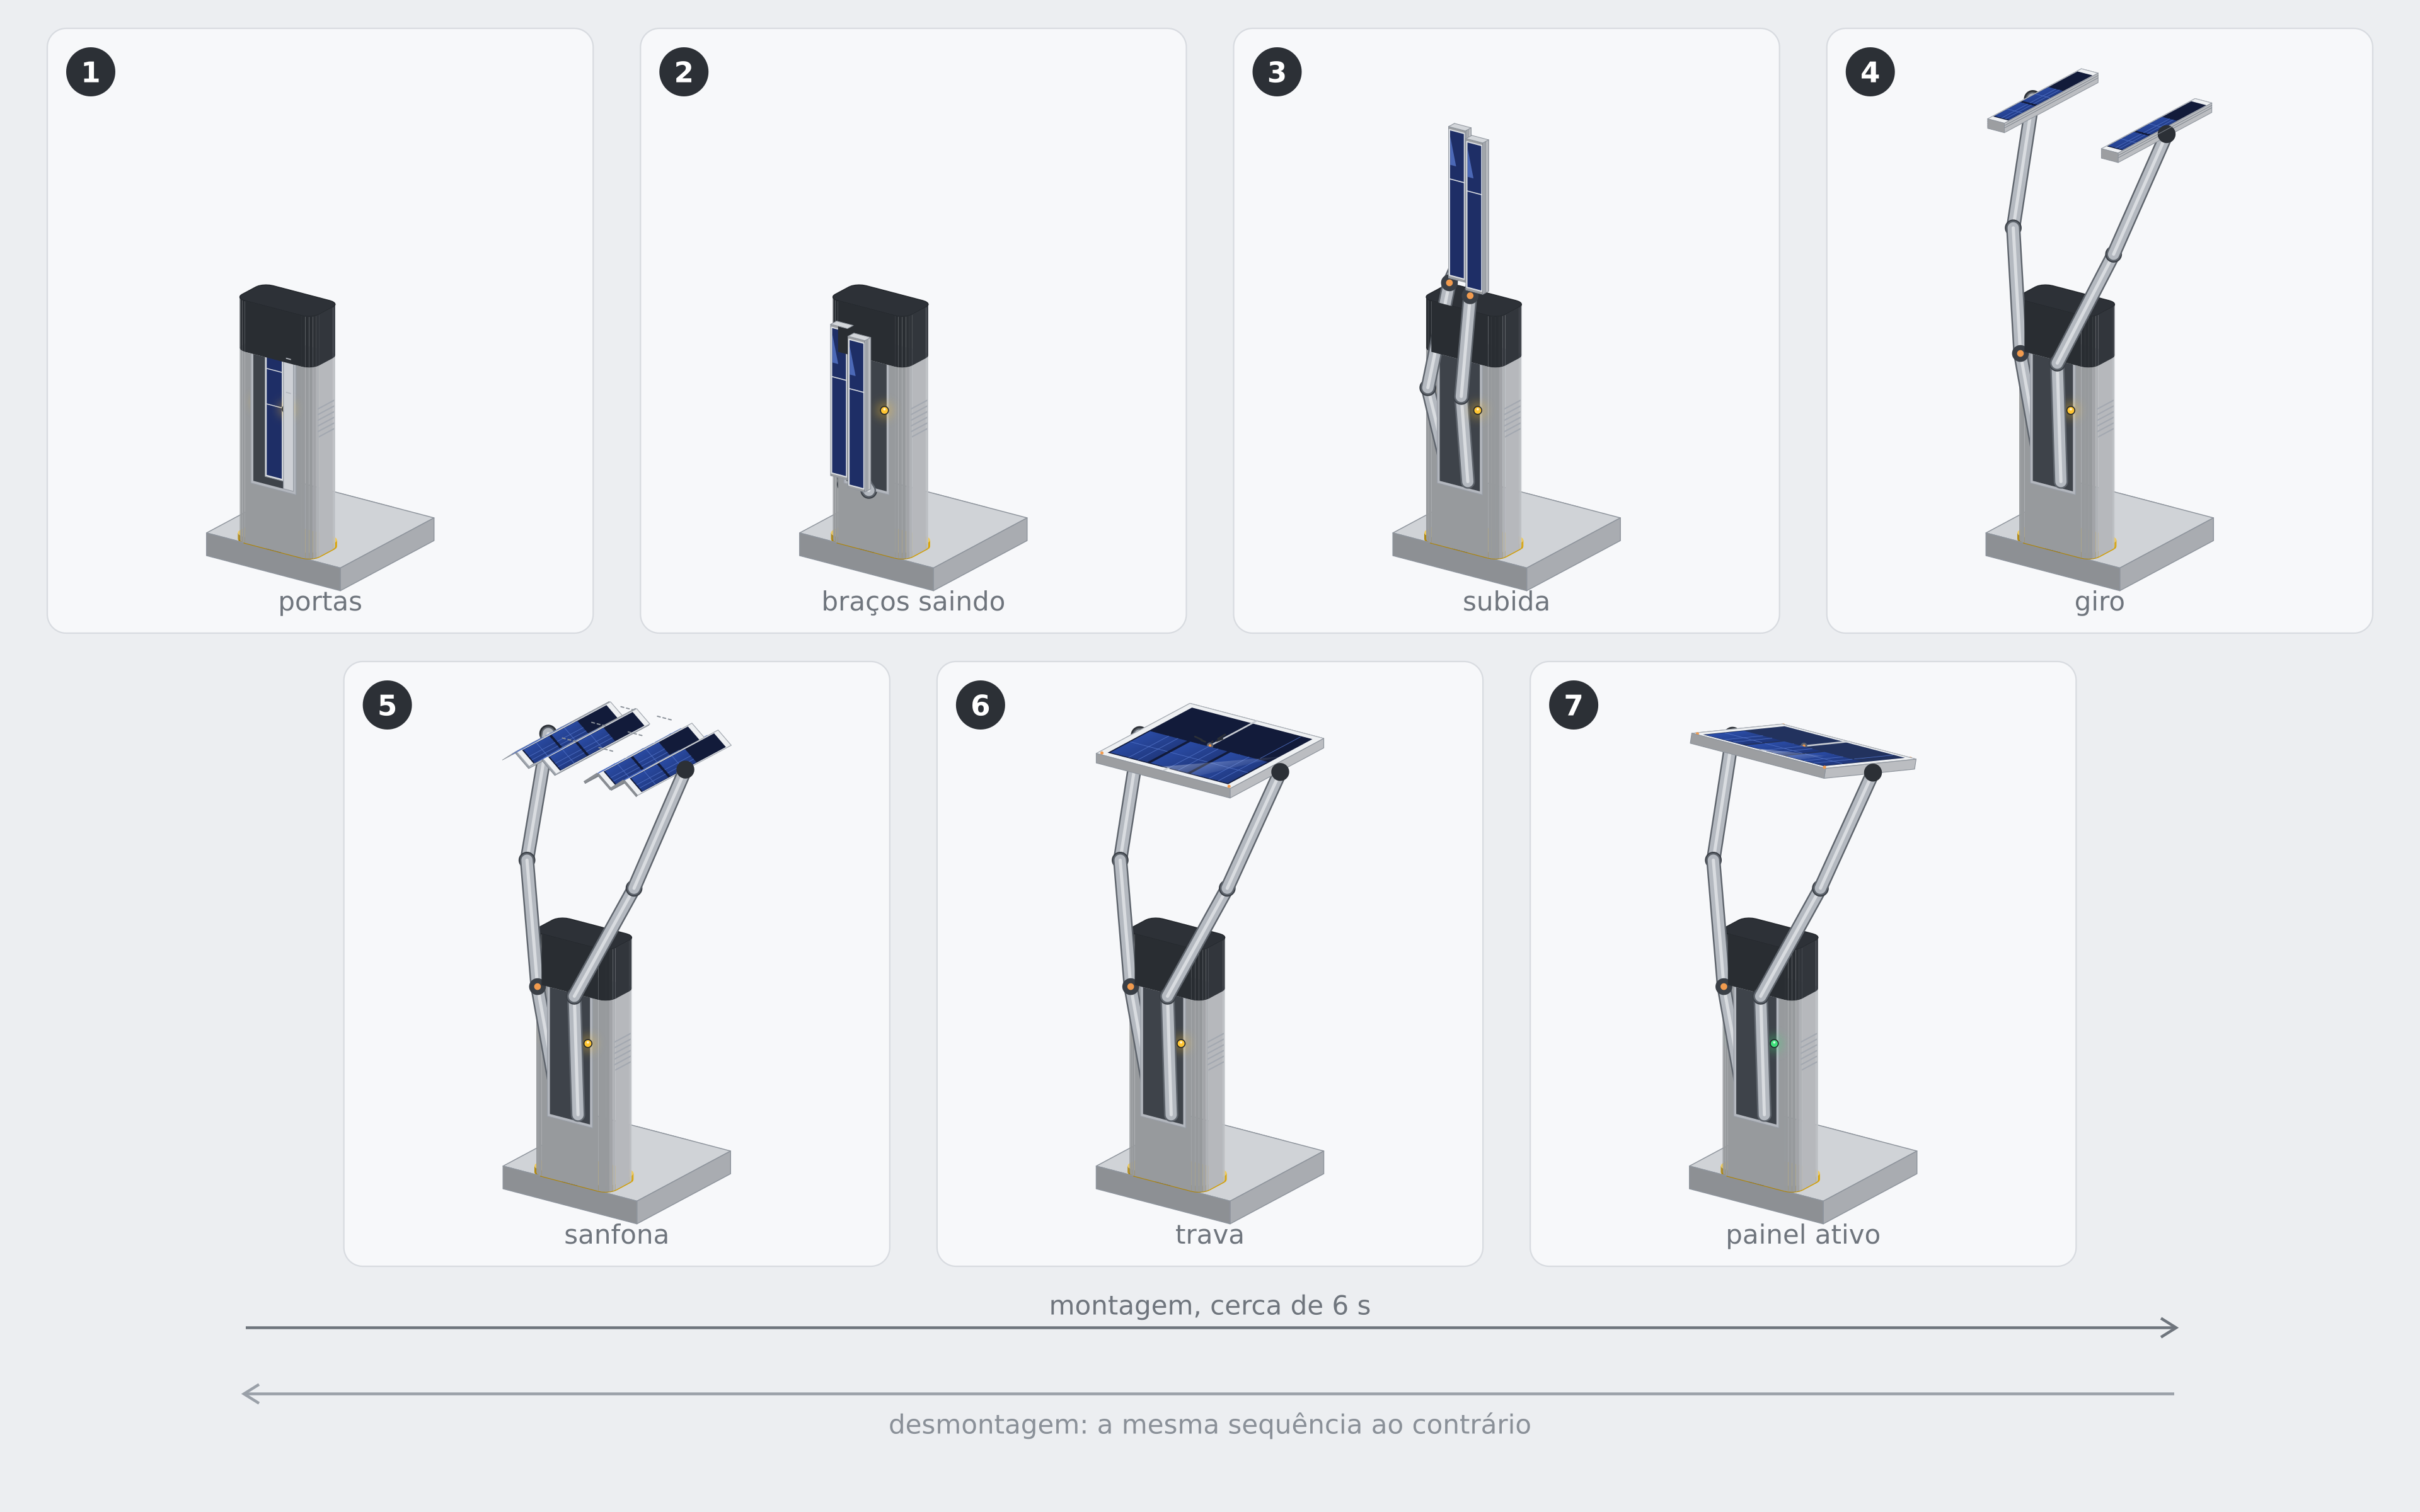 1
portas
2
braços saindo
3
subida
4
giro
5
sanfona
6
trava
7
painel ativo
montagem, cerca de 6 s
desmontagem: a mesma sequência ao contrário